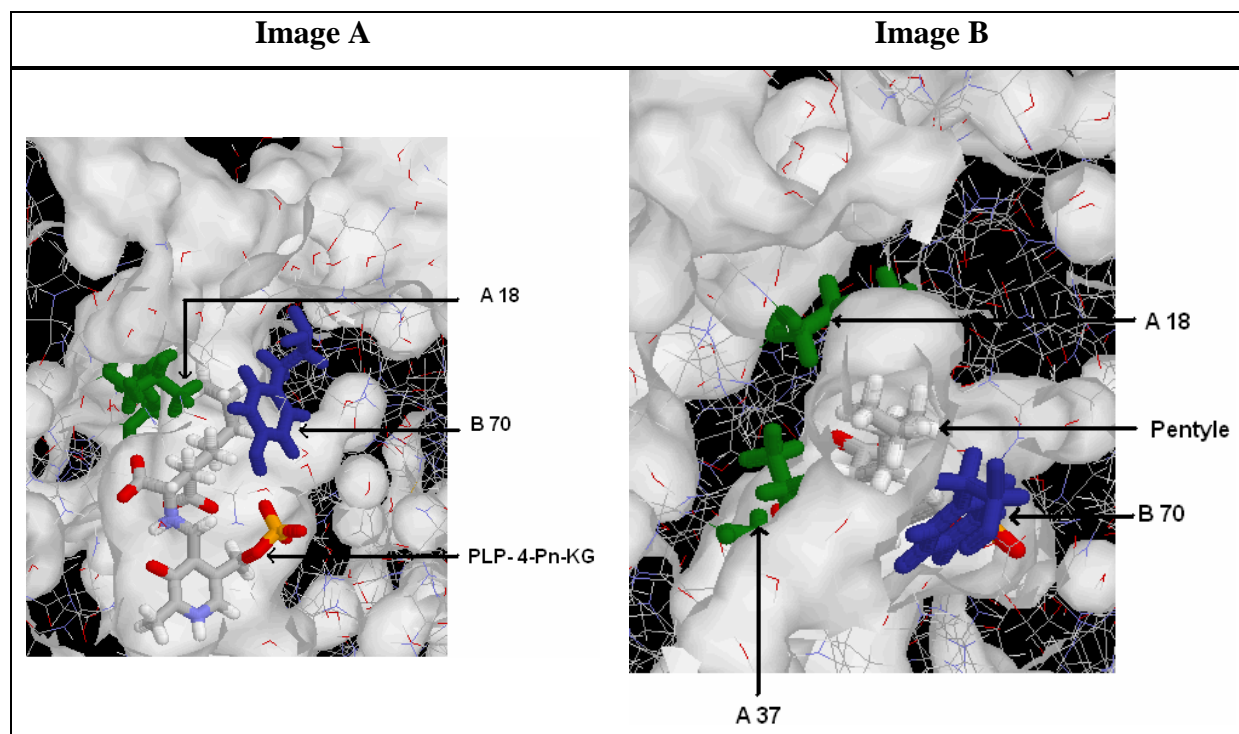 Image A
Image B
A 18
B 70
PLP- 4-Pn-KG
A 18
Pentyle
B 70
A 37